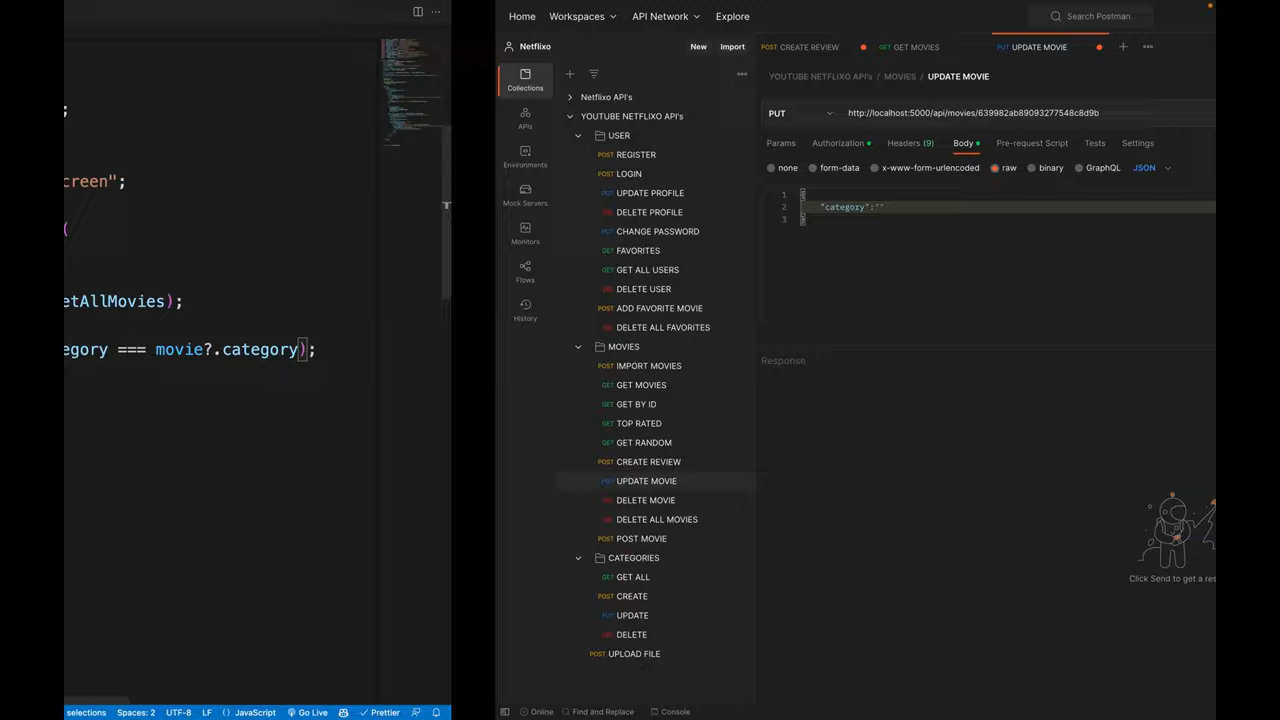 ;
creen";
(
etAllMovies);
egory === movie?.category);
selections Spaces: 2 UTF-8 LF {} JavaScript Go Live Prettier
Home Workspaces API Network Explore Search Postman
Netflixo New Import
POST CREATE REVIEW GET GET MOVIES PUT UPDATE MOVIE
Collections
APIs
Environments
Mock Servers
Monitors
Flows
History
Netflixo API's
YOUTUBE NETFLIXO API's
USER
POST REGISTER
POST LOGIN
PUT UPDATE PROFILE
DEL DELETE PROFILE
PUT CHANGE PASSWORD
GET FAVORITES
GET GET ALL USERS
DEL DELETE USER
POST ADD FAVORITE MOVIE
DEL DELETE ALL FAVORITES
MOVIES
POST IMPORT MOVIES
GET GET MOVIES
GET GET BY ID
GET TOP RATED
GET GET RANDOM
POST CREATE REVIEW
PUT UPDATE MOVIE
DEL DELETE MOVIE
DEL DELETE ALL MOVIES
POST POST MOVIE
CATEGORIES
GET GET ALL
POST CREATE
PUT UPDATE
DEL DELETE
POST UPLOAD FILE
YOUTUBE NETFLIXO API's / MOVIES / UPDATE MOVIE
PUT http://localhost:5000/api/movies/639982ab89093277548c8d9b
Params Authorization Headers (9) Body Pre-request Script Tests Settings
none form-data x-www-form-urlencoded raw binary GraphQL JSON
1 {
2 "category":""
3 }
Response
Click Send to get a res
Online Find and Replace Console